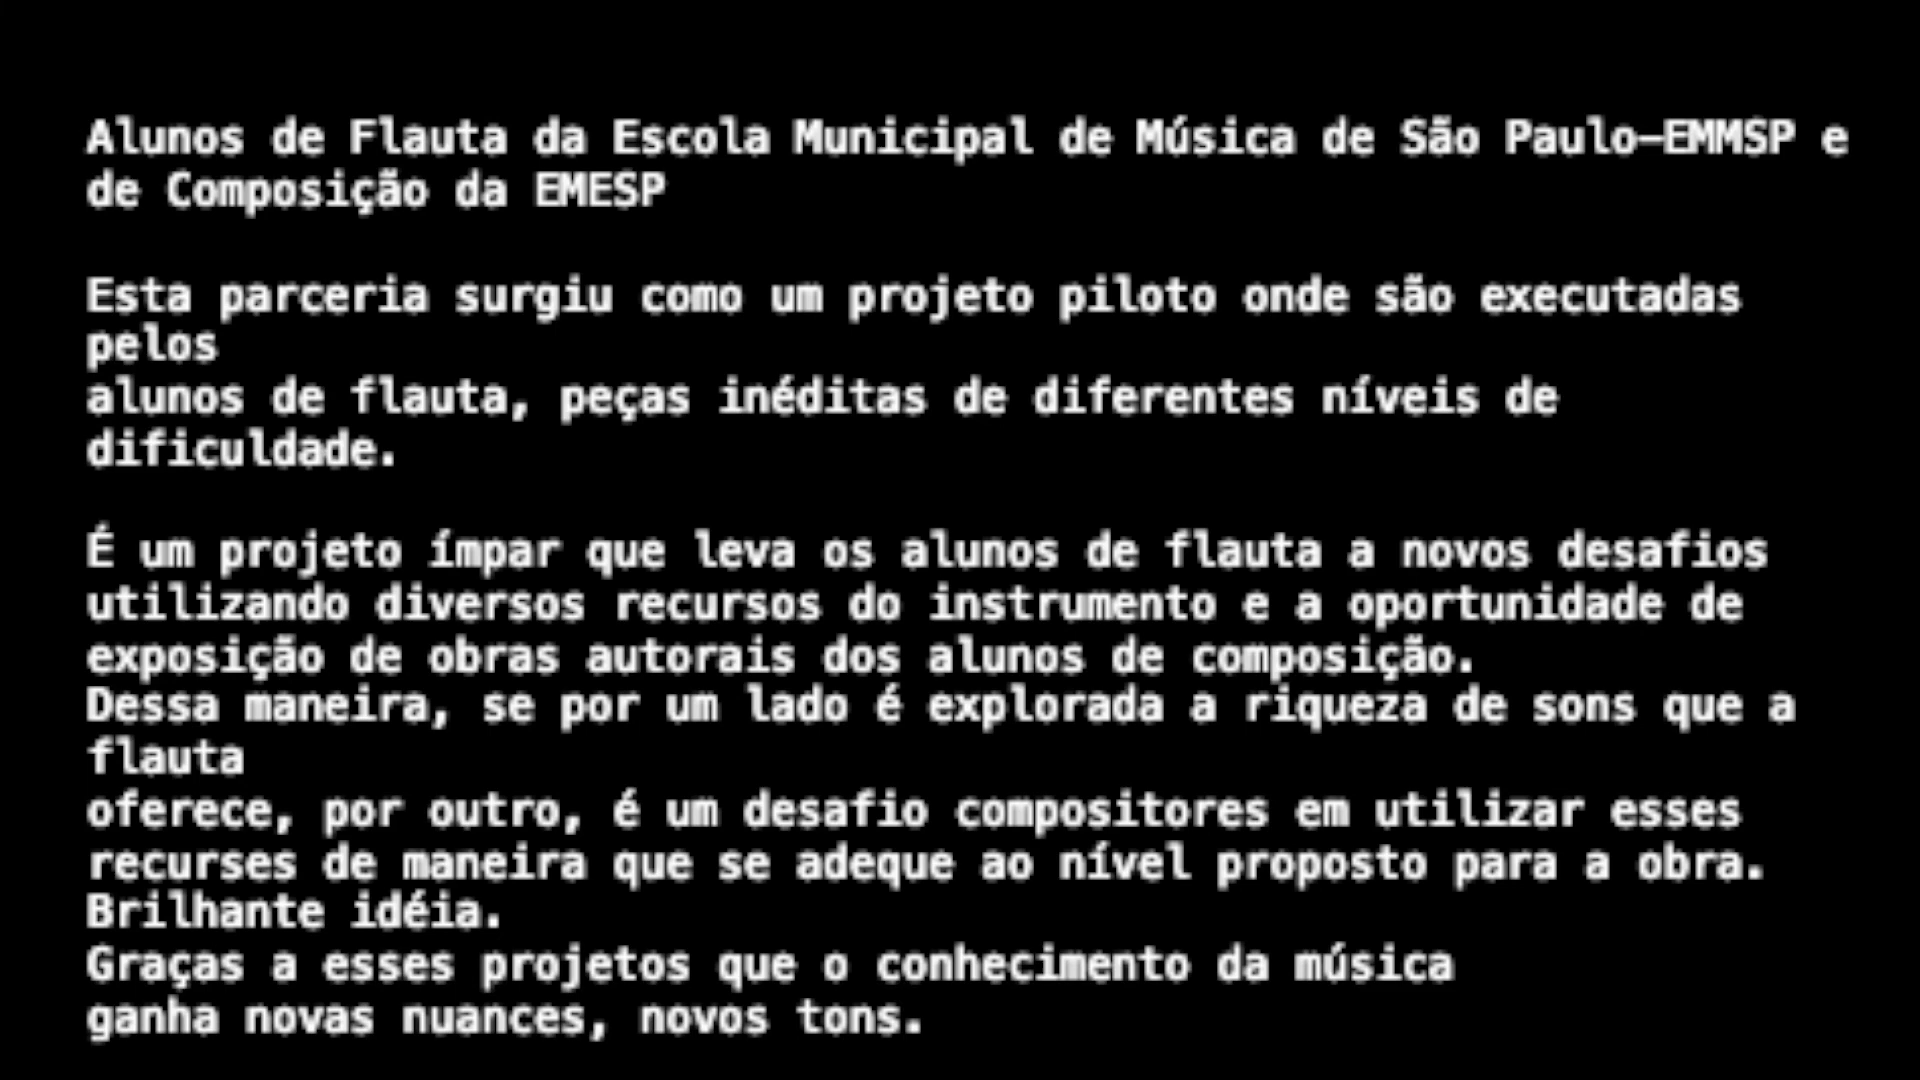 Alunos de Flauta da Escola Municipal de Música de São Paulo–EMMSP e
de Composição da EMESP
Esta parceria surgiu como um projeto piloto onde são executadas
pelos
alunos de flauta, peças inéditas de diferentes níveis de
dificuldade.
É um projeto ímpar que leva os alunos de flauta a novos desafios
utilizando diversos recursos do instrumento e a oportunidade de
exposição de obras autorais dos alunos de composição.
Dessa maneira, se por um lado é explorada a riqueza de sons que a
flauta
oferece, por outro, é um desafio compositores em utilizar esses
recurses de maneira que se adeque ao nível proposto para a obra.
Brilhante idéia.
Graças a esses projetos que o conhecimento da música
ganha novas nuances, novos tons.